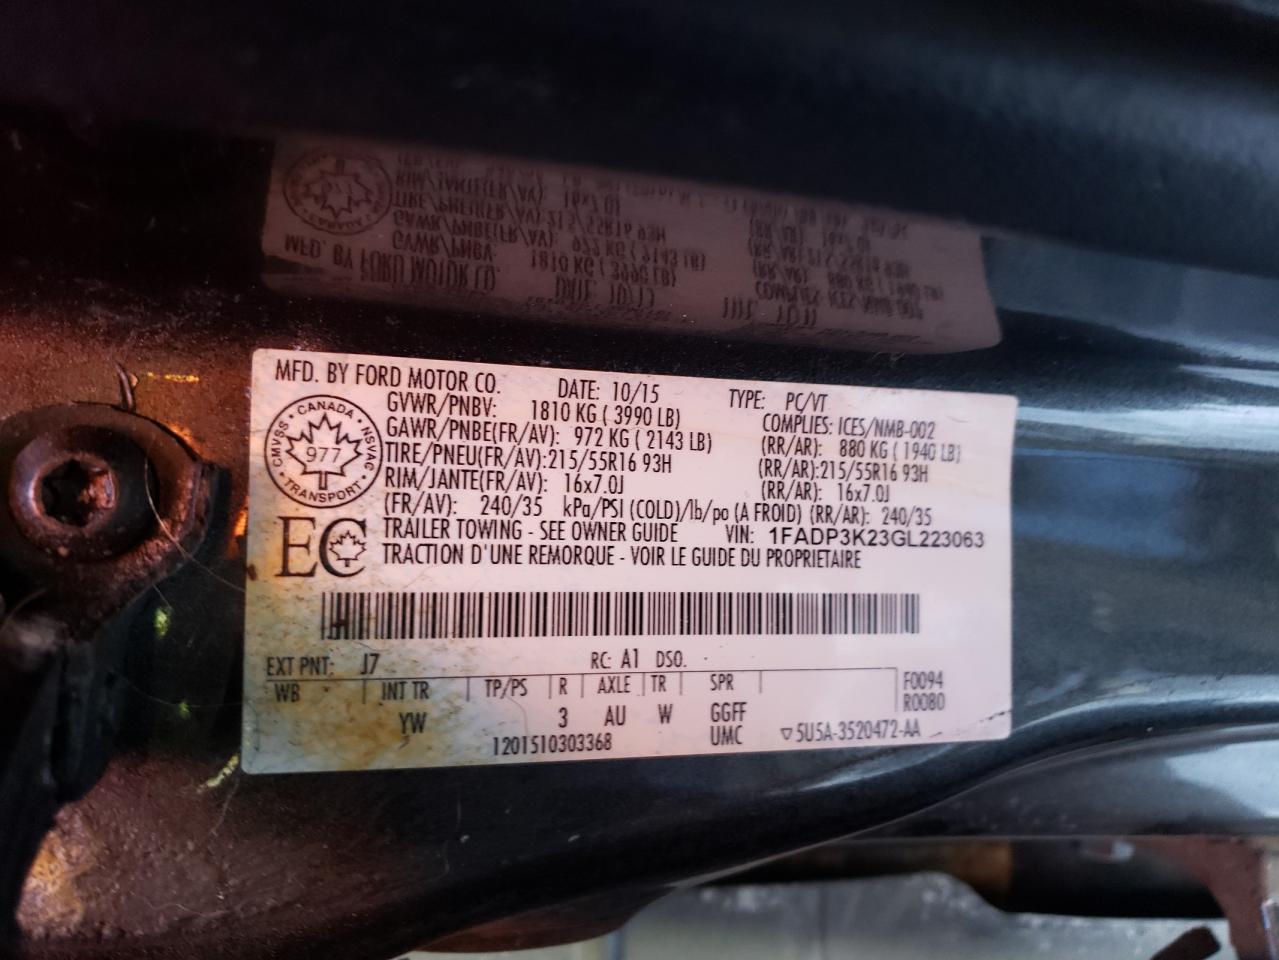 MFD. BY FORD MOTOR CO. DATE: 10/15 TYPE: PC/VT
GVWR/PNBV: 1810 KG ( 3990 LB) COMPLIES: ICES/NMB-002
GAWR/PNBE(FR/AV): 972 KG ( 2143 LB) (RR/AR): 880 KG ( 1940 LB)
TIRE/PNEU(FR/AV): 215/55R16 93H (RR/AR): 215/55R16 93H
RIM/JANTE(FR/AV): 16x7.0J (RR/AR): 16x7.0J
(FR/AV): 240/35 kPa/PSI (COLD)/lb/po (A FROID) (RR/AR): 240/35
TRAILER TOWING - SEE OWNER GUIDE VIN: 1FADP3K23GL223063
TRACTION D'UNE REMORQUE - VOIR LE GUIDE DU PROPRIETAIRE
CANADA
CMVSS NSVAC
977
TRANSPORT
EC
EXT PNT: J7 RC: A1 DSO:
WB INT TR TP/PS R AXLE TR SPR F0094
R0080
YW 3 AU W GGFF
1201510303368 UMC ▽5U5A-3520472-AA